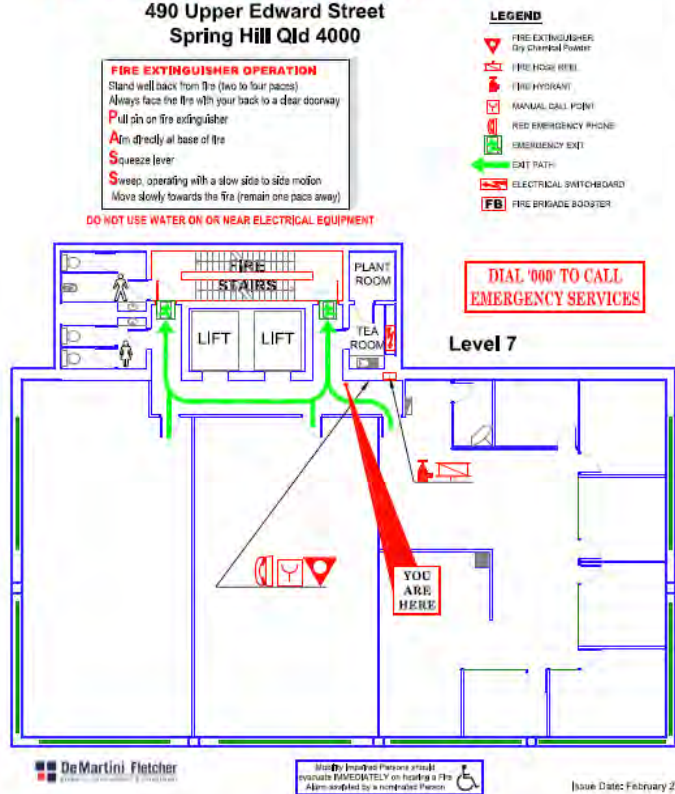 490 Upper Edward Street
Spring Hill Qld 4000
FIRE EXTINGUISHER OPERATION
Stand well back from fire (two to four paces)
Always face the fire with your back to a clear doorway
Pull pin on fire extinguisher
Aim directly at base of fire
Squeeze lever
Sweep, operating with a slow side to side motion
Move slowly towards the fire (remain one pace away)
DO NOT USE WATER ON OR NEAR ELECTRICAL EQUIPMENT
LEGEND
FIRE EXTINGUISHER
Dry Chemical Powder
FIRE HOSE REEL
FIRE HYDRANT
MANUAL CALL POINT
RED EMERGENCY PHONE
EMERGENCY EXIT
EXIT PATH
ELECTRICAL SWITCHBOARD
FB FIRE BRIGADE BOOSTER
DIAL '000' TO CALL
EMERGENCY SERVICES
Level 7
FIRE
STAIRS
PLANT
ROOM
LIFT
LIFT
TEA
ROOM
YOU
ARE
HERE
DeMartini Fletcher
Mobility Impaired Persons should
evacuate IMMEDIATELY on hearing a Fire
Alarm assisted by a nominated Person
Issue Date: February 2